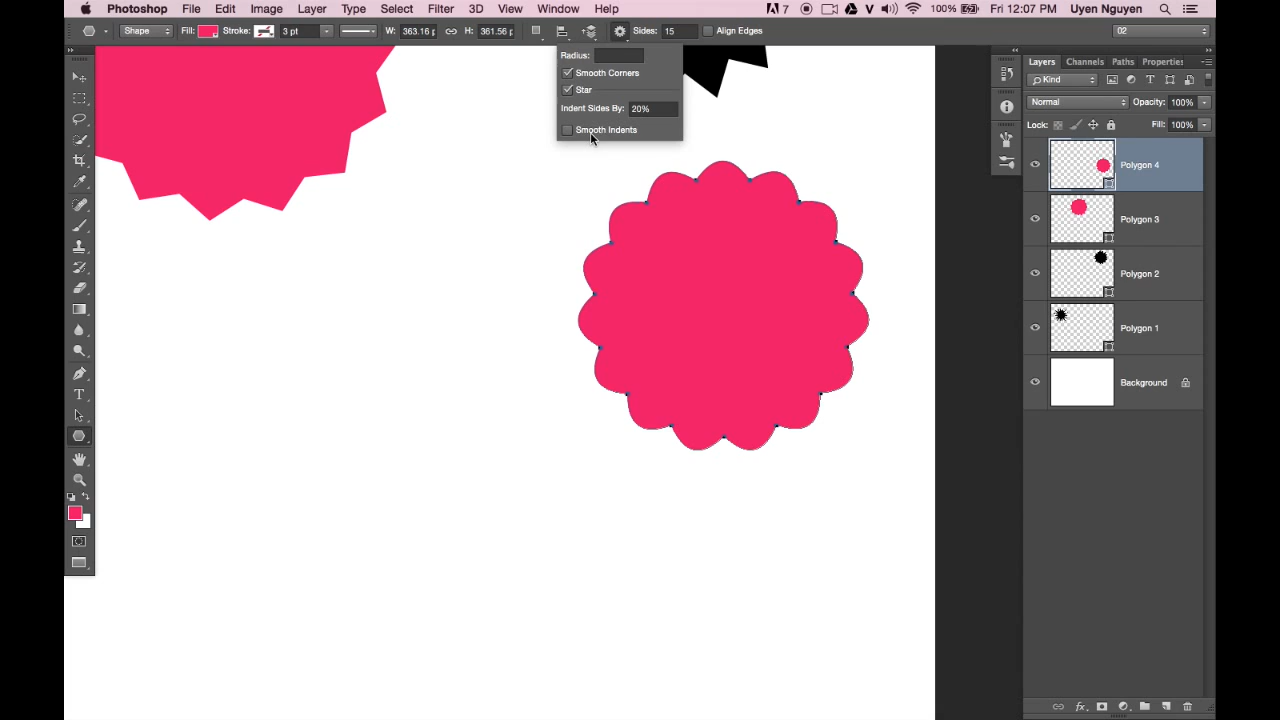 Photoshop File Edit Image Layer Type Select Filter 3D View Window Help 7 V 100% Fri 12:07 PM Uyen Nguyen
Shape Fill: Stroke: 3 pt W: 363.16 p H: 361.56 p Sides: 15 Align Edges 02
Radius:
Smooth Corners
Star
Indent Sides By: 20%
Smooth Indents
Layers Channels Paths Properties
Kind
Normal Opacity: 100%
Lock: Fill: 100%
Polygon 4
Polygon 3
Polygon 2
Polygon 1
Background
T
fx